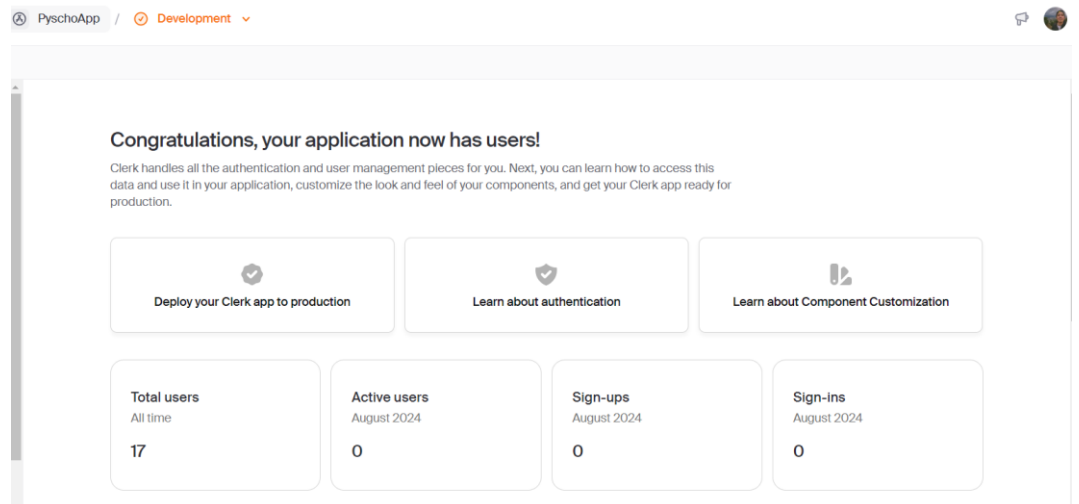 PyschoApp / Development
Congratulations, your application now has users!
Clerk handles all the authentication and user management pieces for you. Next, you can learn how to access this
data and use it in your application, customize the look and feel of your components, and get your Clerk app ready for
production.
Deploy your Clerk app to production
Learn about authentication
Learn about Component Customization
Total users
All time
17
Active users
August 2024
0
Sign-ups
August 2024
0
Sign-ins
August 2024
0